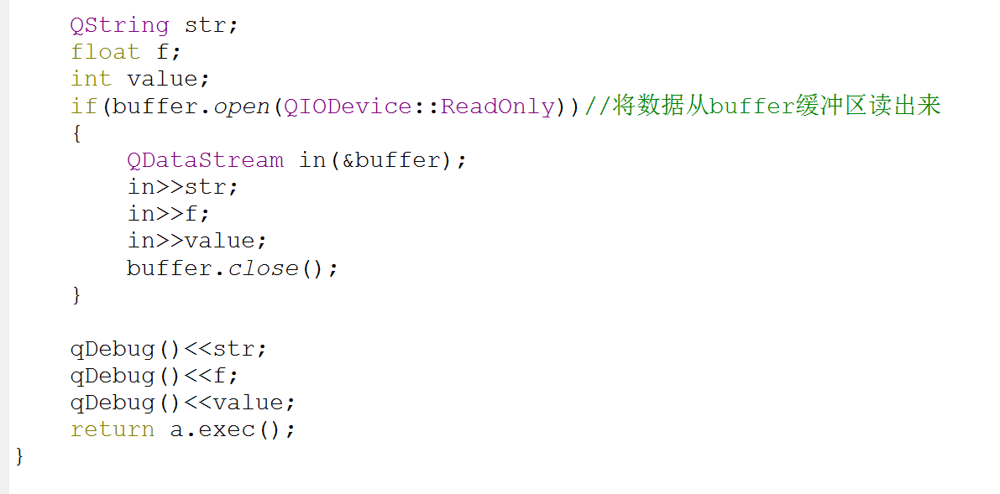 QString str;
float f;
int value;
if(buffer.open(QIODevice::ReadOnly))//将数据从buffer缓冲区读出来
{
QDataStream in(&buffer);
in>>str;
in>>f;
in>>value;
buffer.close();
}
qDebug()<<str;
qDebug()<<f;
qDebug()<<value;
return a.exec();
}